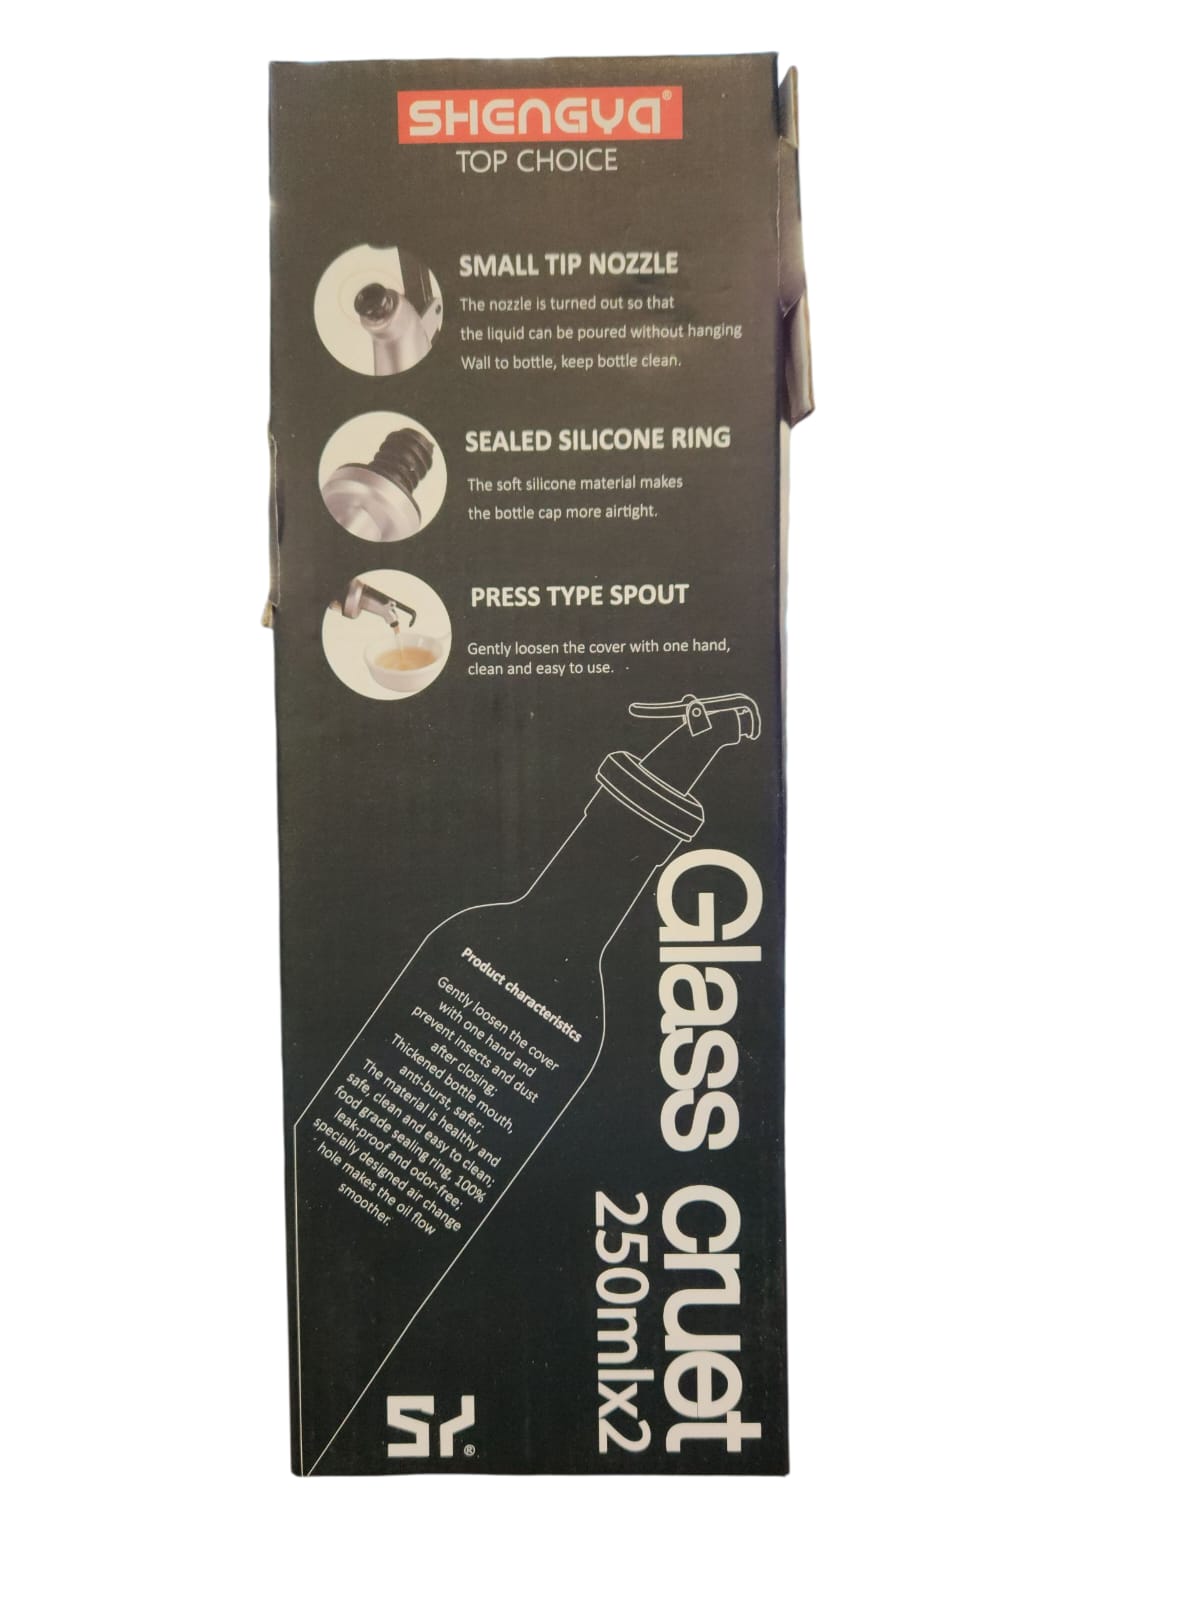 SHENGYA®
TOP CHOICE
SMALL TIP NOZZLE
The nozzle is turned out so that
the liquid can be poured without hanging
Wall to bottle, keep bottle clean.
SEALED SILICONE RING
The soft silicone material makes
the bottle cap more airtight.
PRESS TYPE SPOUT
Gently loosen the cover with one hand,
clean and easy to use.
Product characteristics
Gently loosen the cover
with one hand and
prevent insects and dust
after closing;
Thickened bottle mouth,
anti-burst, safer;
The material is healthy and
safe, clean and easy to clean;
food grade sealing ring, 100%
leak-proof and odor-free;
specially designed air change
hole makes the oil flow
smoother.
Glass cruet
250mlx2
SY®